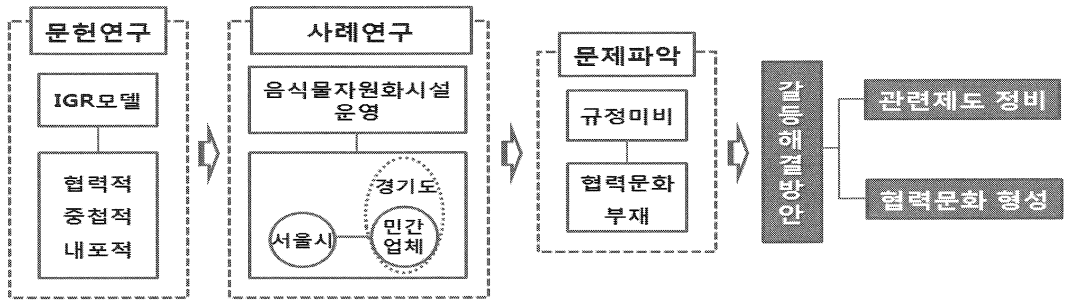 문헌연구
IGR모델
협력적
중첩적
내포적
사례연구
음식물자원화시설
운영
경기도
서울시
민간
업체
문제파악
규정미비
협력문화
부재
갈등해결방안
관련제도 정비
협력문화 형성